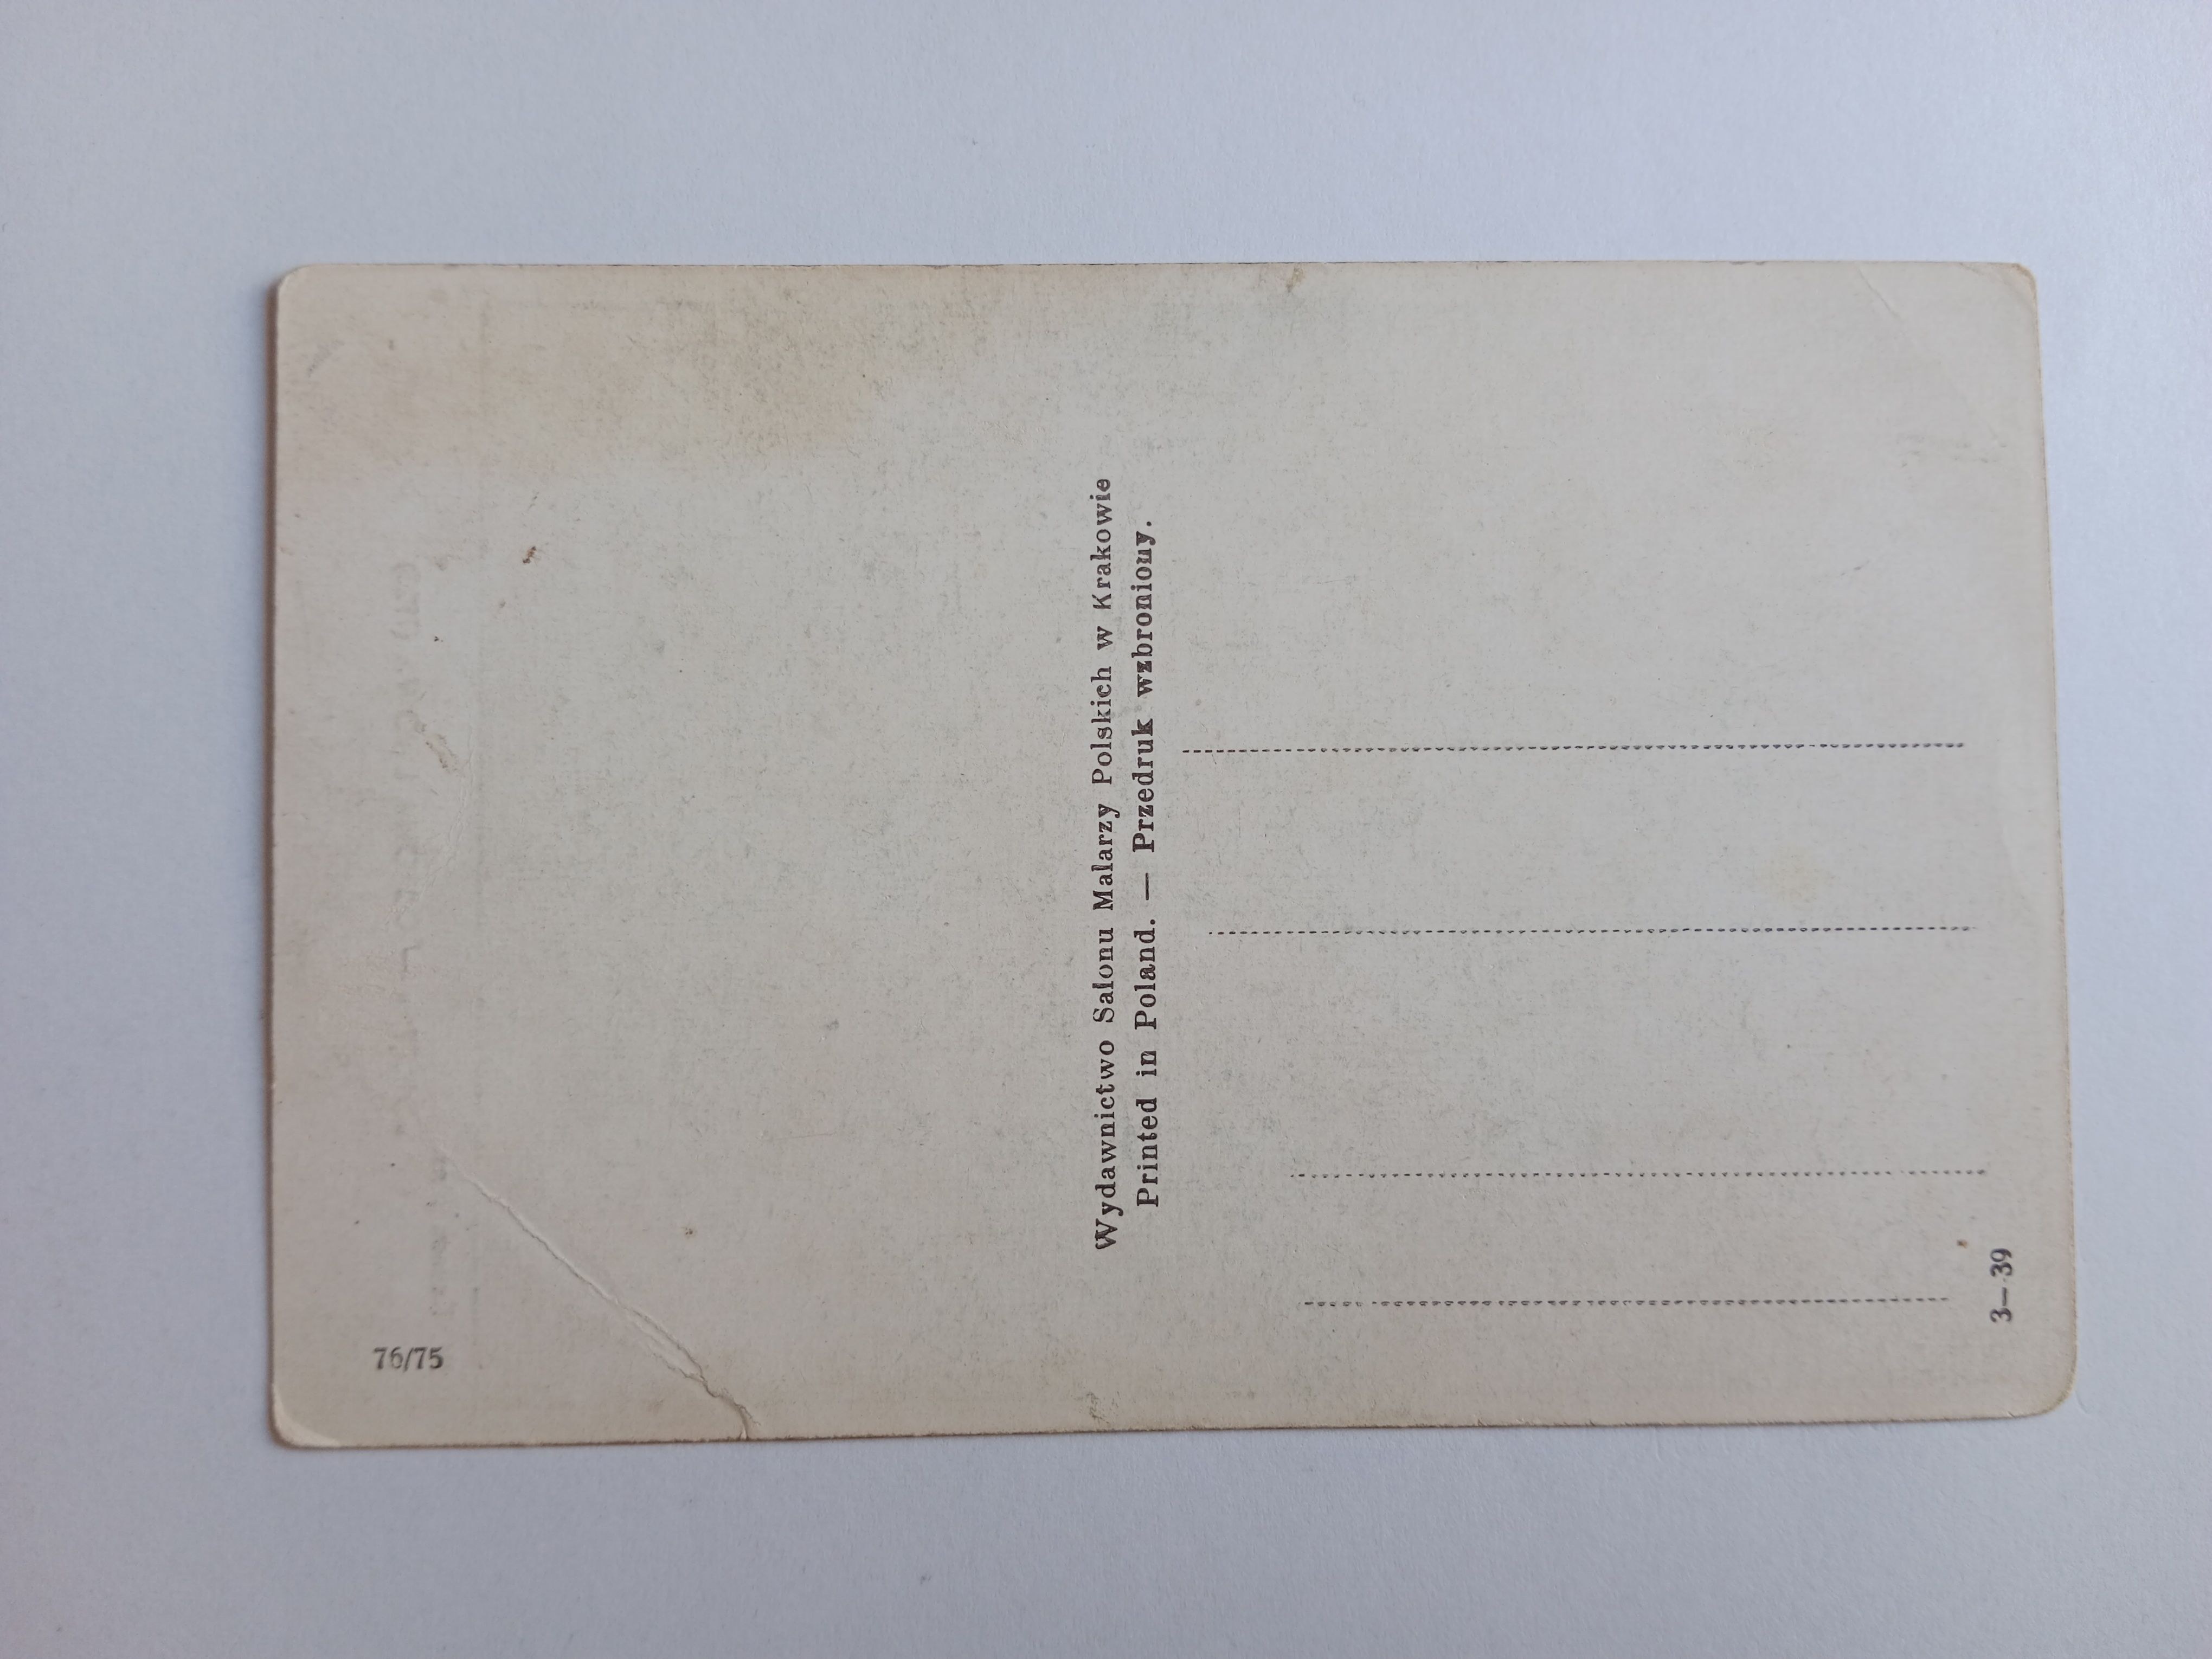 76/75
Wydawnictwo Salonu Malarzy Polskich w Krakowie
Printed in Poland. — Przedruk wzbroniony.
3—39